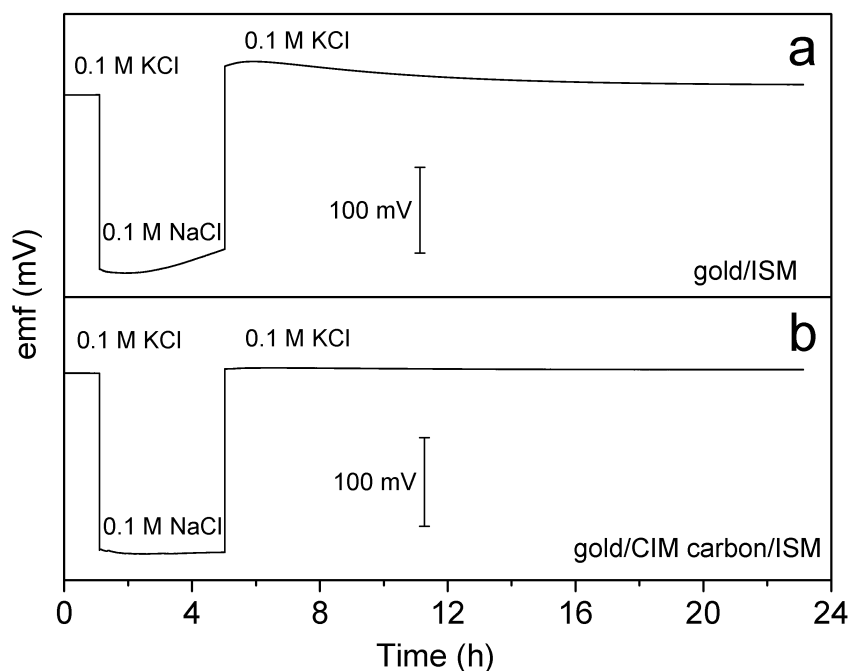 0.1 M KCl
a
0.1 M KCl
100 mV
0.1 M NaCl
gold/ISM
emf (mV)
0.1 M KCl
0.1 M KCl
b
100 mV
0.1 M NaCl
gold/CIM carbon/ISM
0 4 8 12 16 20 24
Time (h)